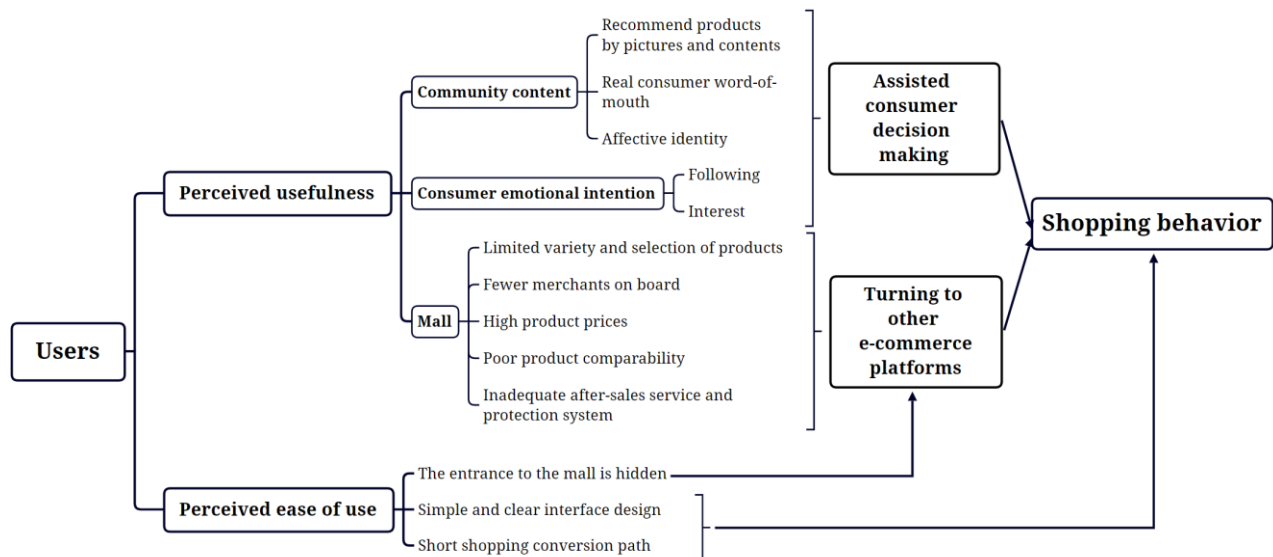 Users
Perceived usefulness
Community content
Recommend products
by pictures and contents
Real consumer word-of-
mouth
Affective identity
Consumer emotional intention
Following
Interest
Mall
Limited variety and selection of products
Fewer merchants on board
High product prices
Poor product comparability
Inadequate after-sales service and
protection system
Perceived ease of use
The entrance to the mall is hidden
Simple and clear interface design
Short shopping conversion path
Assisted
consumer
decision
making
Turning to
other
e-commerce
platforms
Shopping behavior